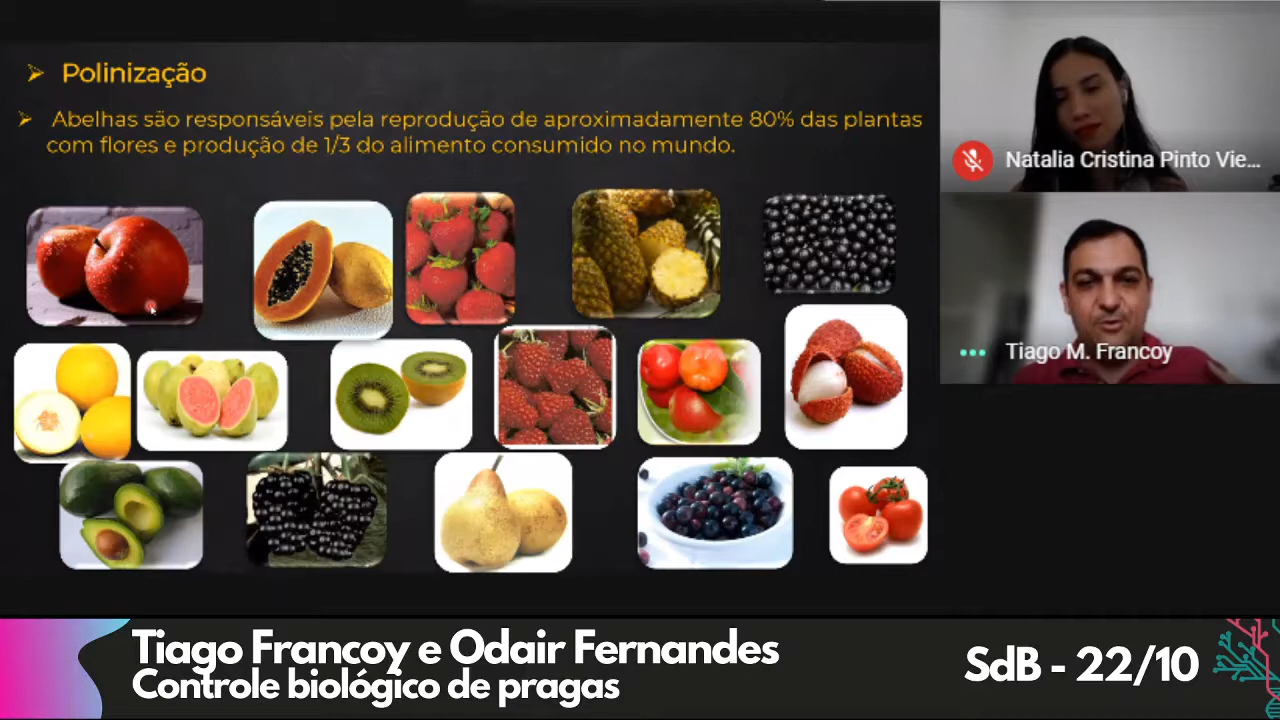 Polinização
Abelhas são responsáveis pela reprodução de aproximadamente 80% das plantas
com flores e produção de 1/3 do alimento consumido no mundo.
Natalia Cristina Pinto Vie...
Tiago M. Francoy
Tiago Francoy e Odair Fernandes
Controle biológico de pragas
SdB - 22/10